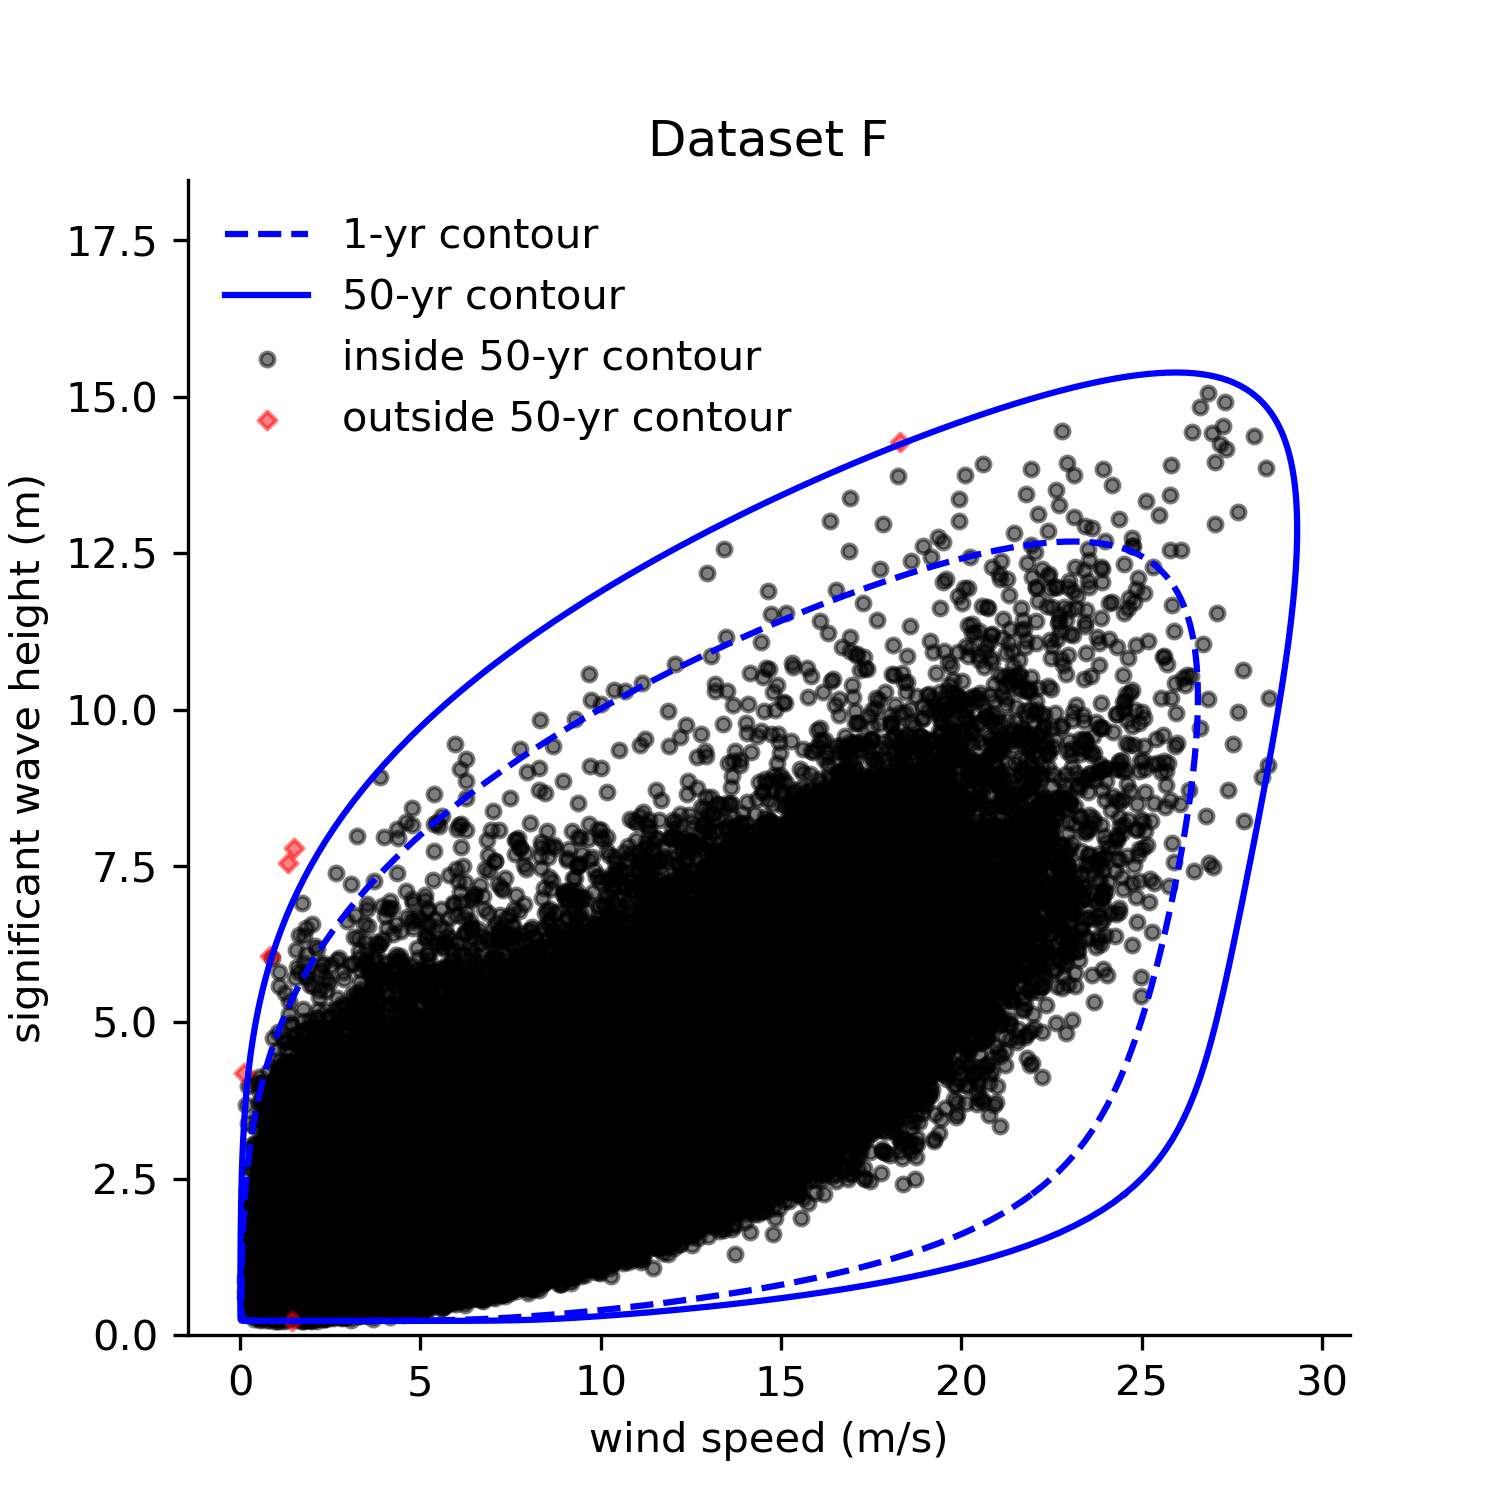 Dataset F
1-yr contour
50-yr contour
inside 50-yr contour
outside 50-yr contour
significant wave height (m)
17.5
15.0
12.5
10.0
7.5
5.0
2.5
0.0
0 5 10 15 20 25 30
wind speed (m/s)